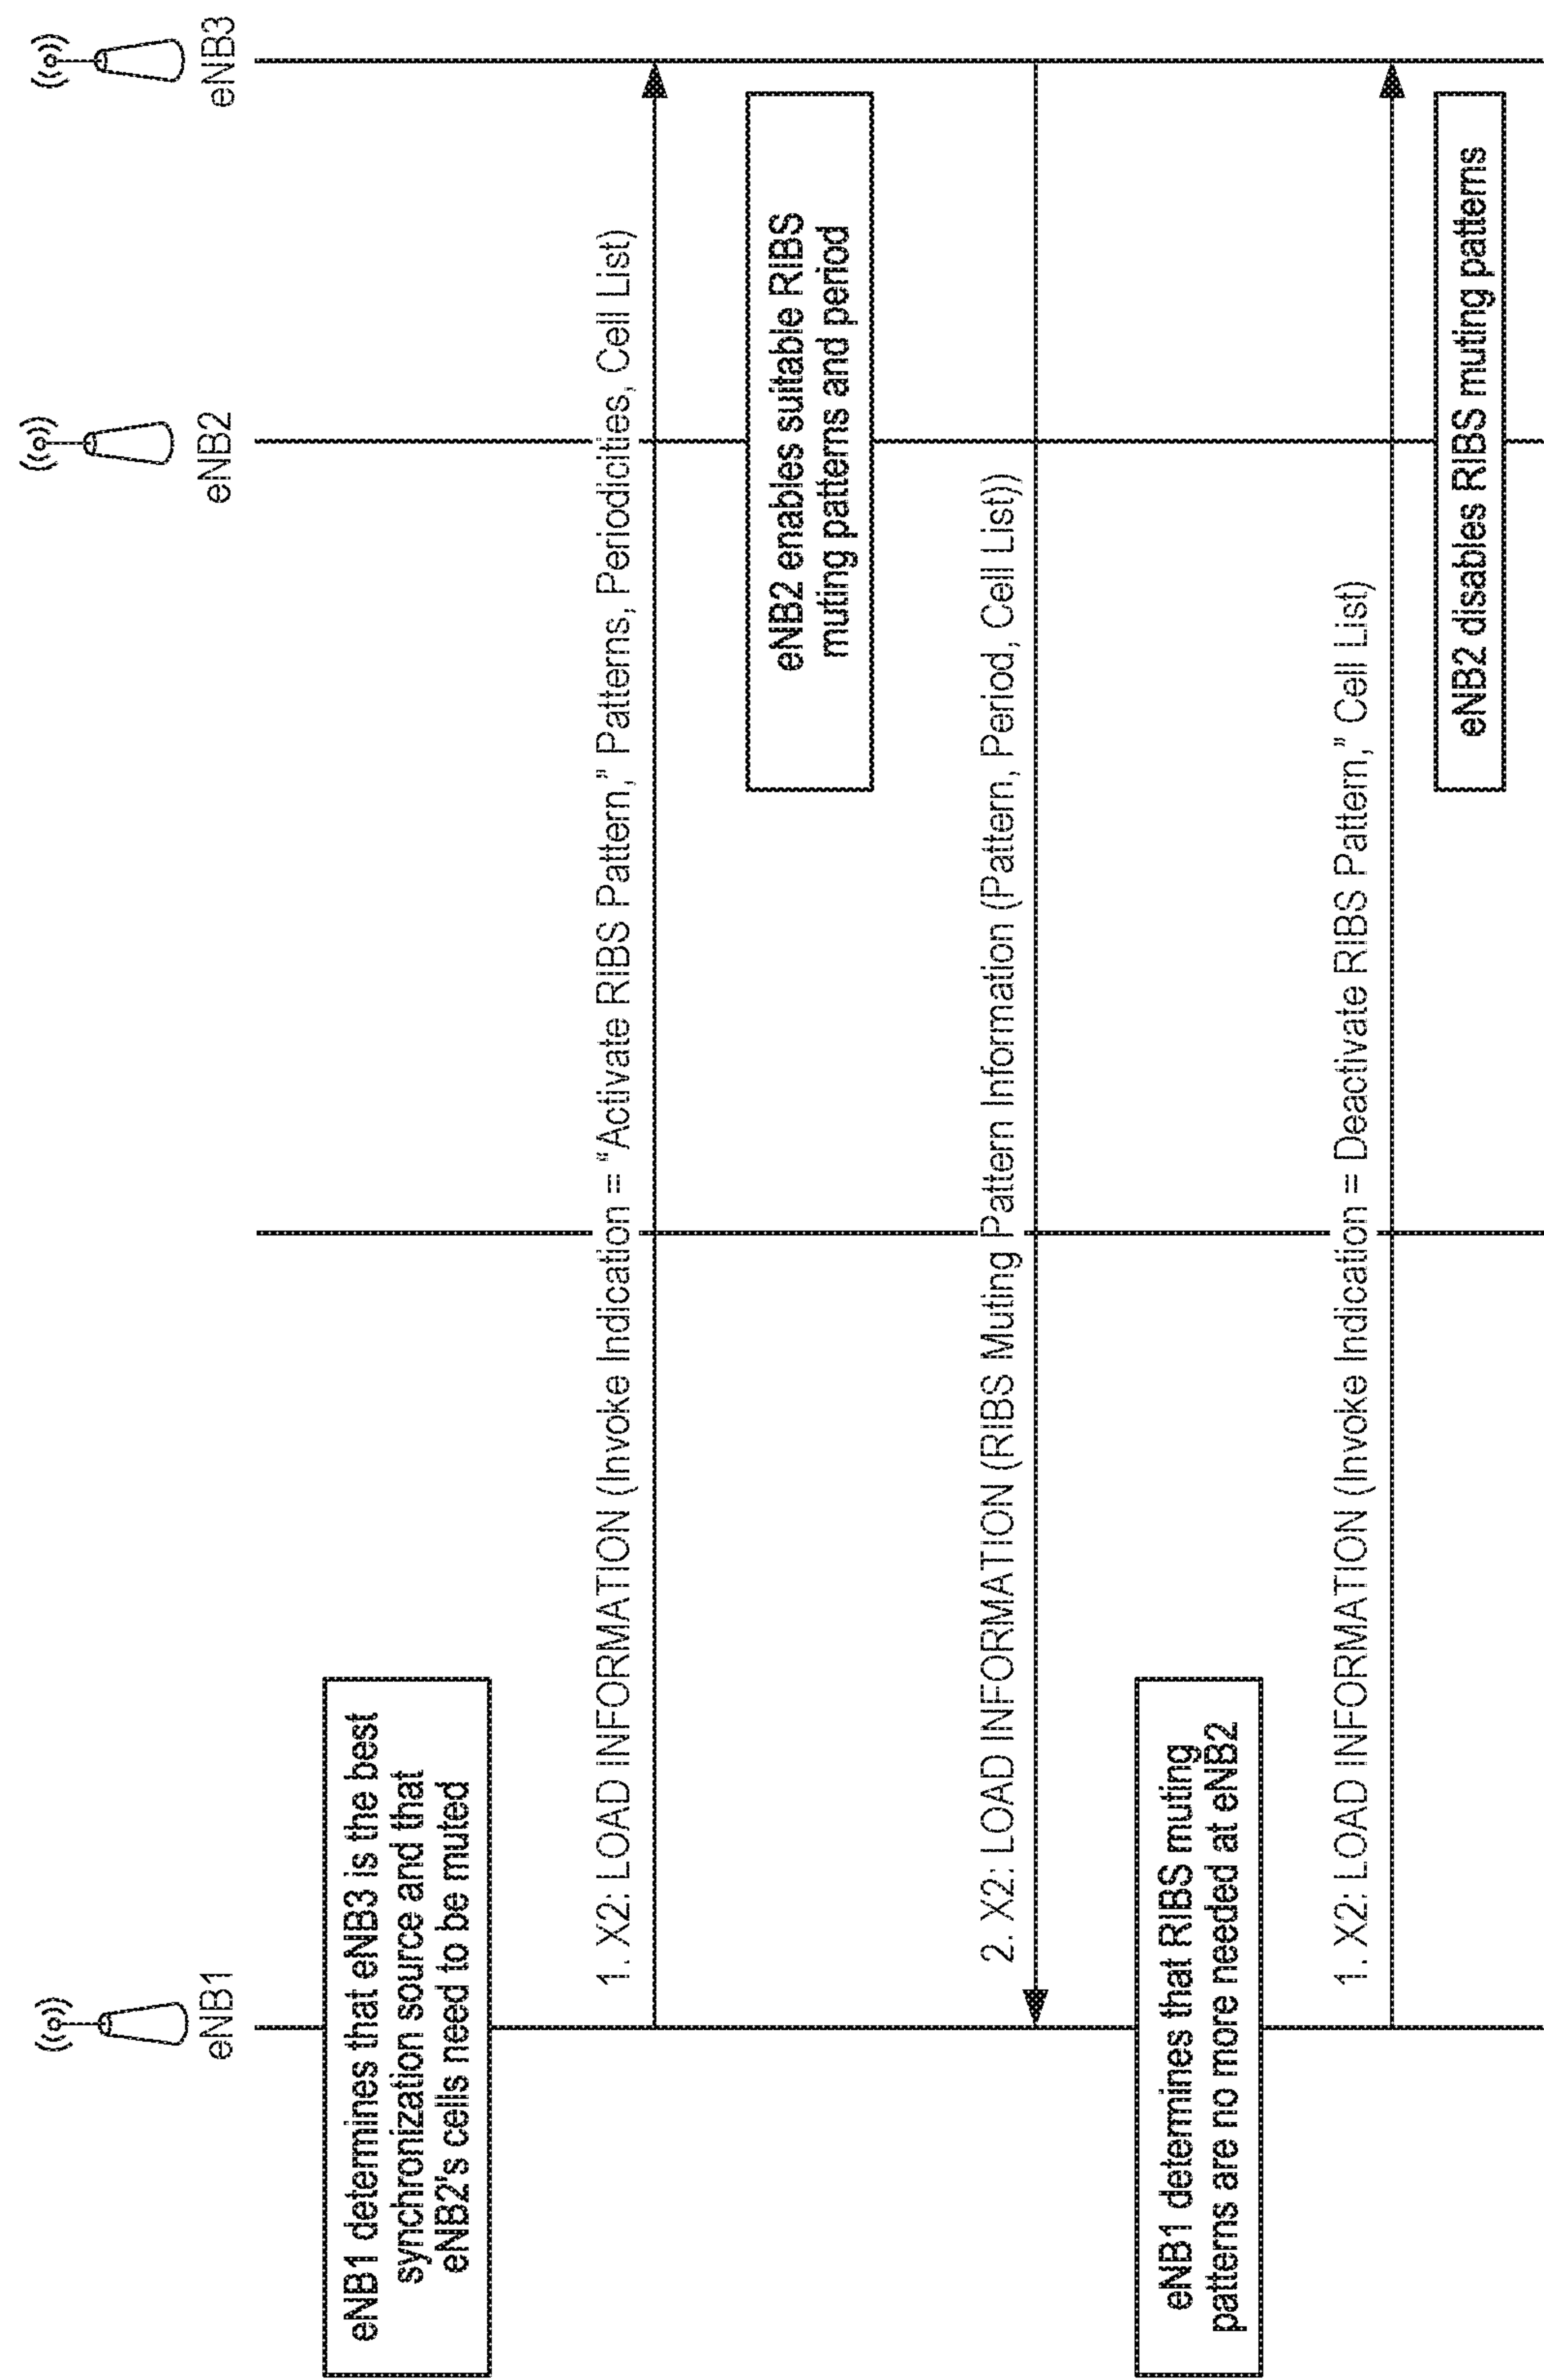 eNB1
eNB2
eNB3
eNB1 determines that eNB3 is the best
synchronization source and that
eNB2's cells need to be muted
1. X2: LOAD INFORMATION (Invoke Indication = "Activate RIBS Pattern," Patterns, Periodicities, Cell List)
eNB2 enables suitable RIBS
muting patterns and period
2. X2: LOAD INFORMATION (RIBS Muting Pattern Information (Pattern, Period, Cell List))
eNB1 determines that RIBS muting
patterns are no more needed at eNB2
1. X2: LOAD INFORMATION (Invoke Indication = Deactivate RIBS Pattern," Cell List)
eNB2 disables RIBS muting patterns